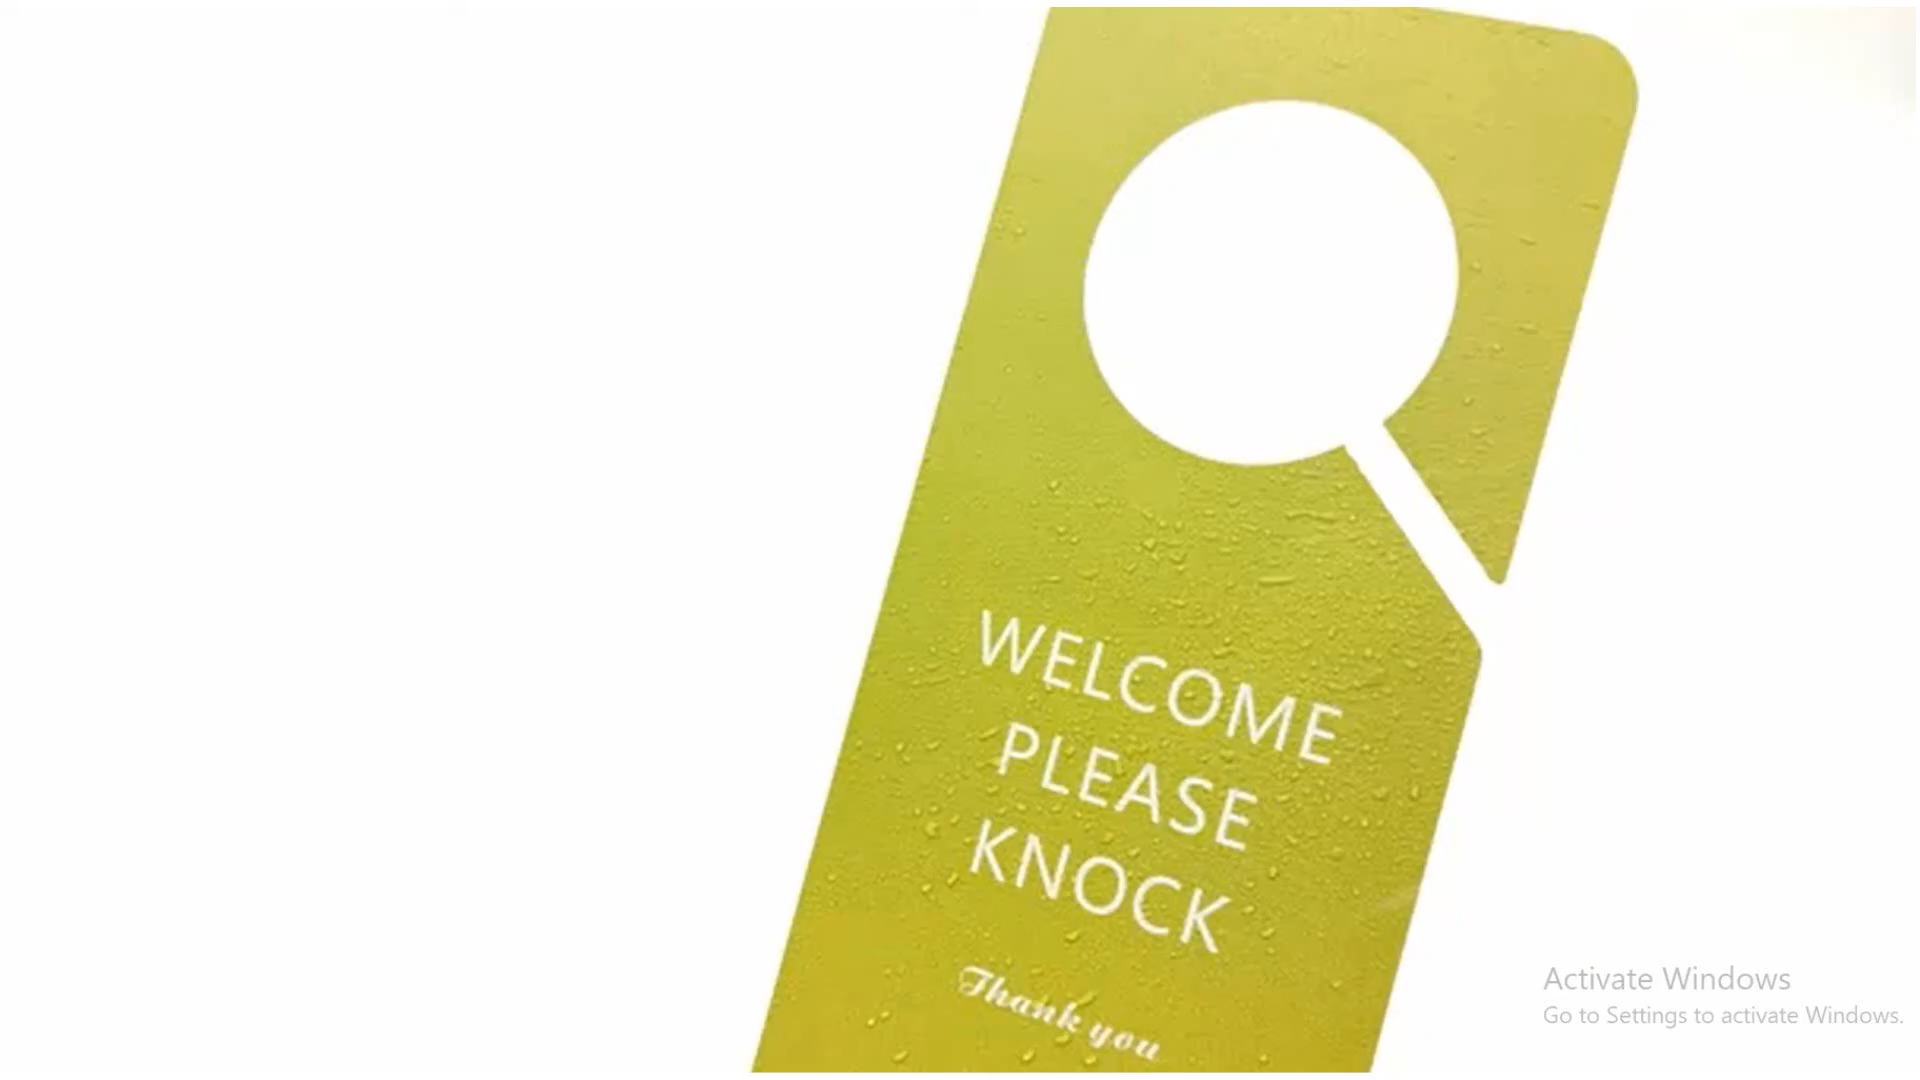 WELCOME
PLEASE
KNOCK
Thank you
Activate Windows
Go to Settings to activate Windows.